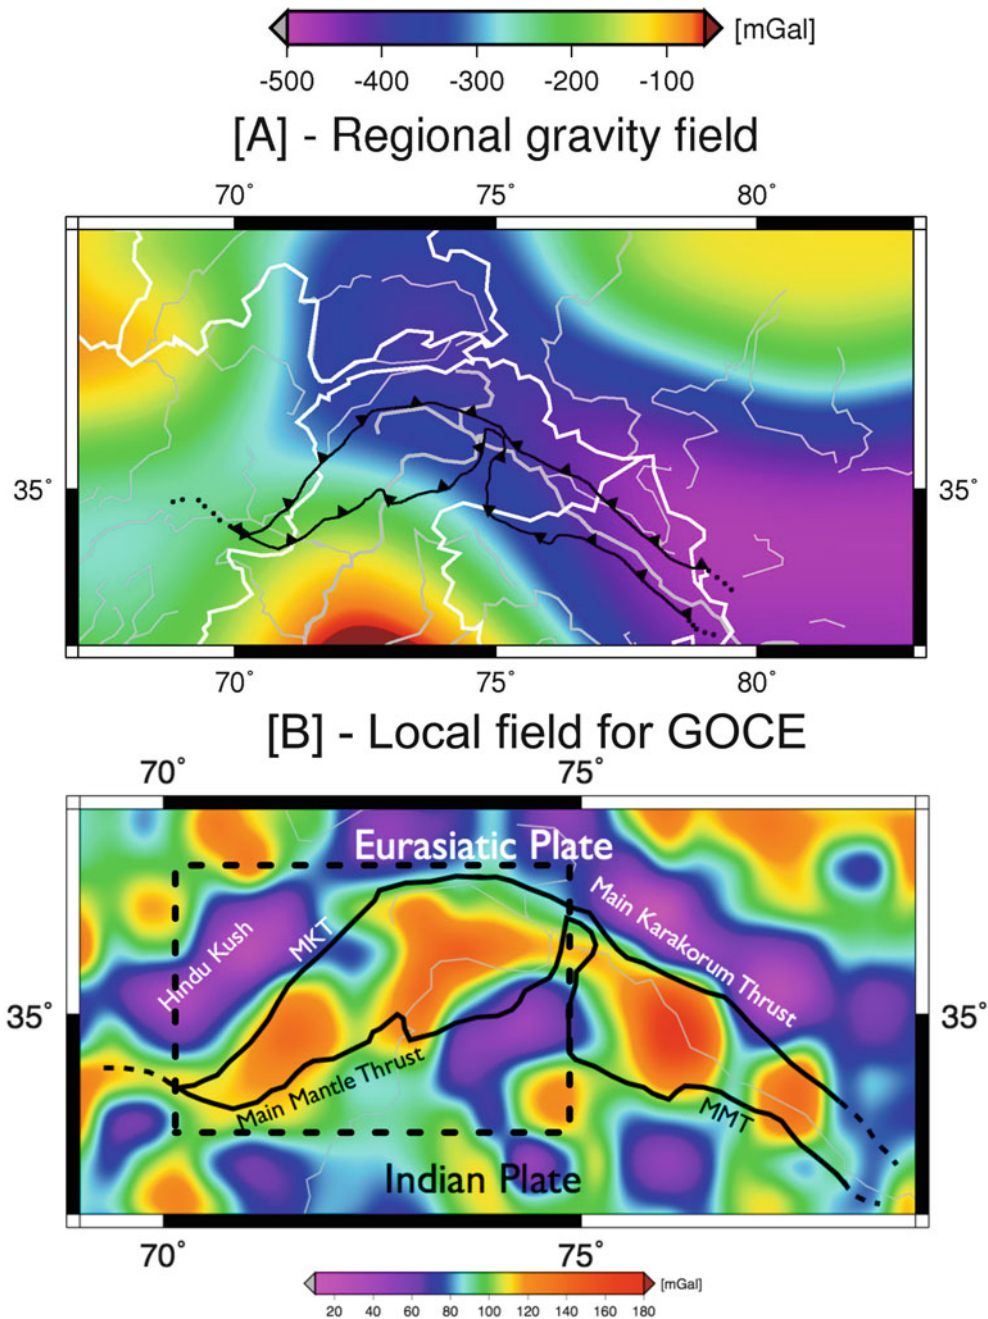 [mGal]
-500 -400 -300 -200 -100
[A] - Regional gravity field
70° 75° 80°
35° 35°
70° 75° 80°
[B] - Local field for GOCE
70° 75°
Eurasiatic Plate
Main Karakorum Thrust
Hindu Kush
MKT
35° 35°
Main Mantle Thrust
MMT
Indian Plate
70° 75°
[mGal]
20 40 60 80 100 120 140 160 180